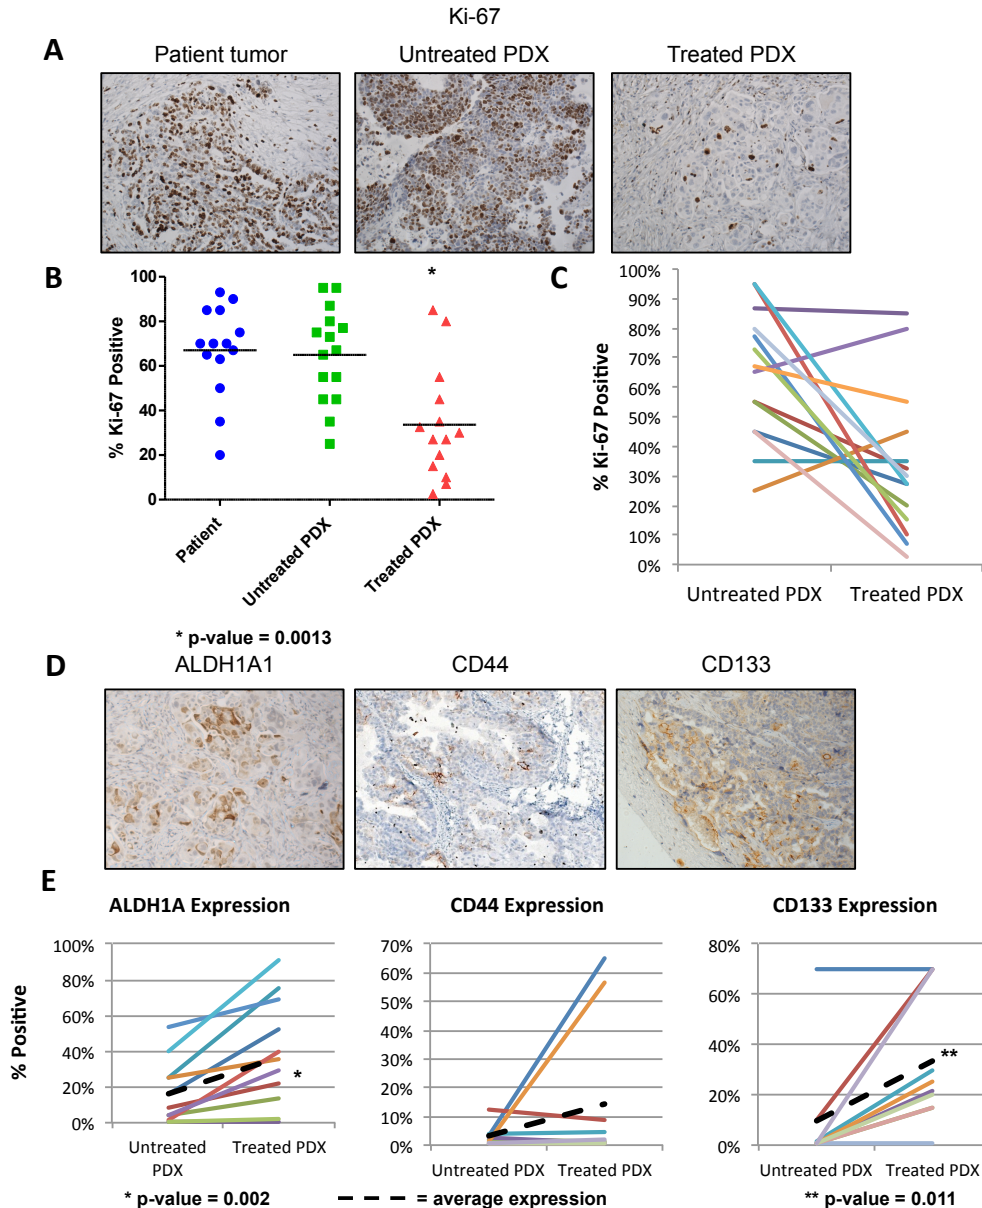 Ki-67
A
Patient tumor Untreated PDX Treated PDX
B
% Ki-67 Positive
100
80
60
40
20
0
*
Patient Untreated PDX Treated PDX
* p-value = 0.0013
C
% Ki-67 Positive
100%
90%
80%
70%
60%
50%
40%
30%
20%
10%
0%
Untreated PDX Treated PDX
D
ALDH1A1 CD44 CD133
E
ALDH1A Expression
% Positive
100%
80%
60%
40%
20%
0%
*
Untreated Treated PDX
PDX
* p-value = 0.002
CD44 Expression
70%
60%
50%
40%
30%
20%
10%
0%
Untreated PDX Treated PDX
= average expression
CD133 Expression
80%
60%
40%
20%
0%
**
Untreated PDX Treated PDX
** p-value = 0.011